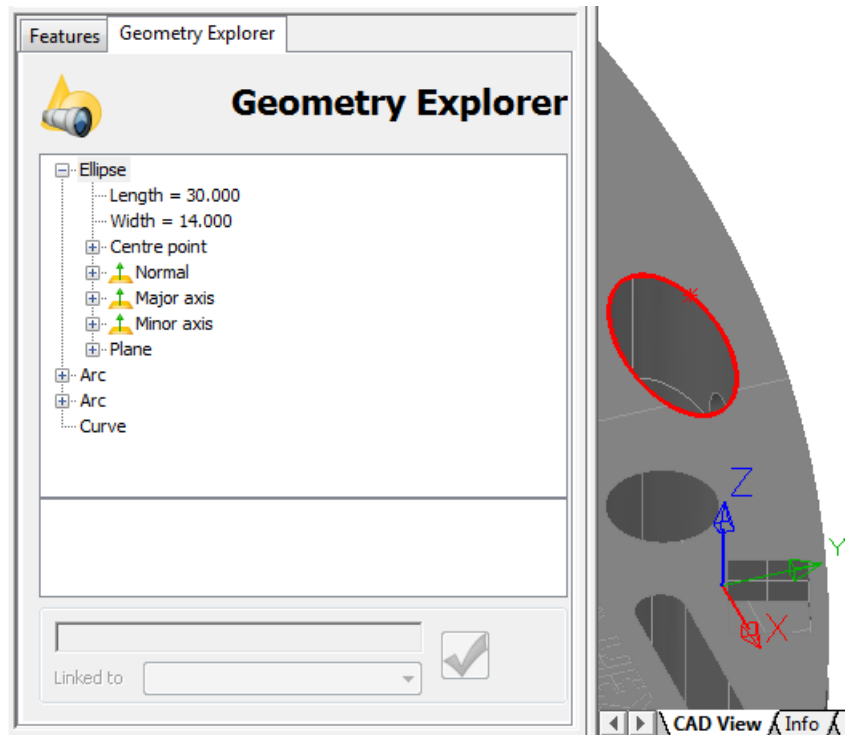 Features
Geometry Explorer
Geometry Explorer
Ellipse
Length = 30.000
Width = 14.000
Centre point
Normal
Major axis
Minor axis
Plane
Arc
Arc
Curve
Linked to
Z
Y
X
CAD View
Info